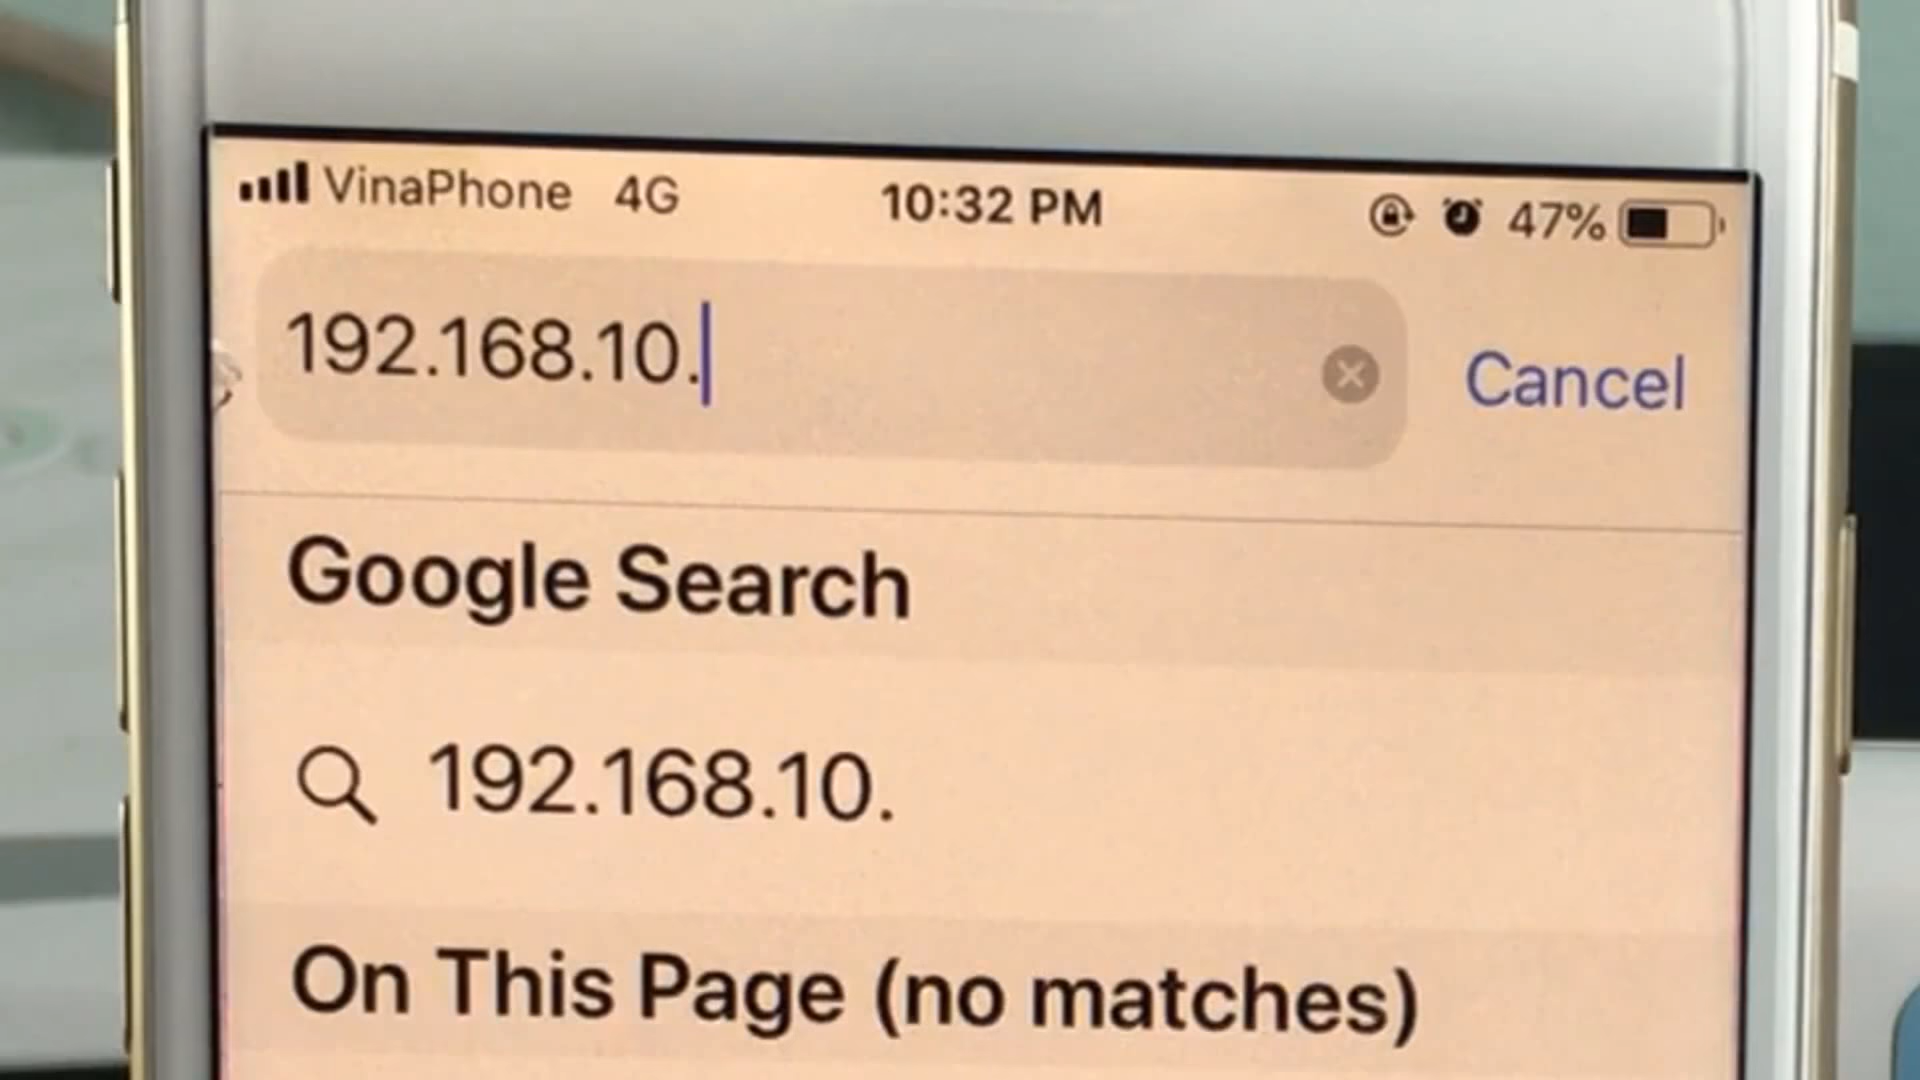 VinaPhone 4G 10:32 PM 47%
192.168.10. Cancel
Google Search
192.168.10.
On This Page (no matches)